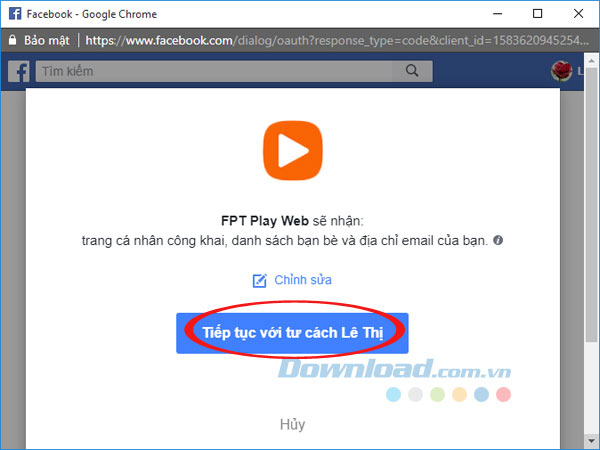 Facebook - Google Chrome
Bảo mật | https://www.facebook.com/dialog/oauth?response_type=code&client_id=1583620945254...
Tìm kiếm
L
FPT Play Web sẽ nhận:
trang cá nhân công khai, danh sách bạn bè và địa chỉ email của bạn.
Chỉnh sửa
Tiếp tục với tư cách Lê Thị
Download.com.vn
Hủy